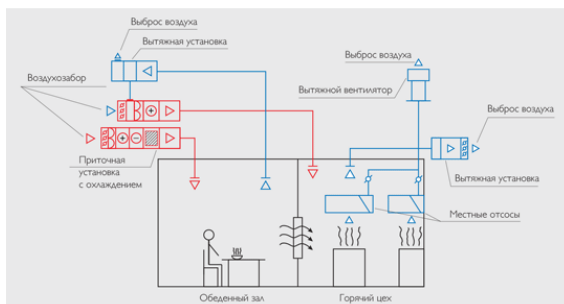 Выброс воздуха
Вытяжная установка
Воздухозабор
Приточная
установка
с охлаждением
Выброс воздуха
Вытяжной вентилятор
Выброс воздуха
Вытяжная установка
Местные отсосы
Обеденный зал
Горячий цех